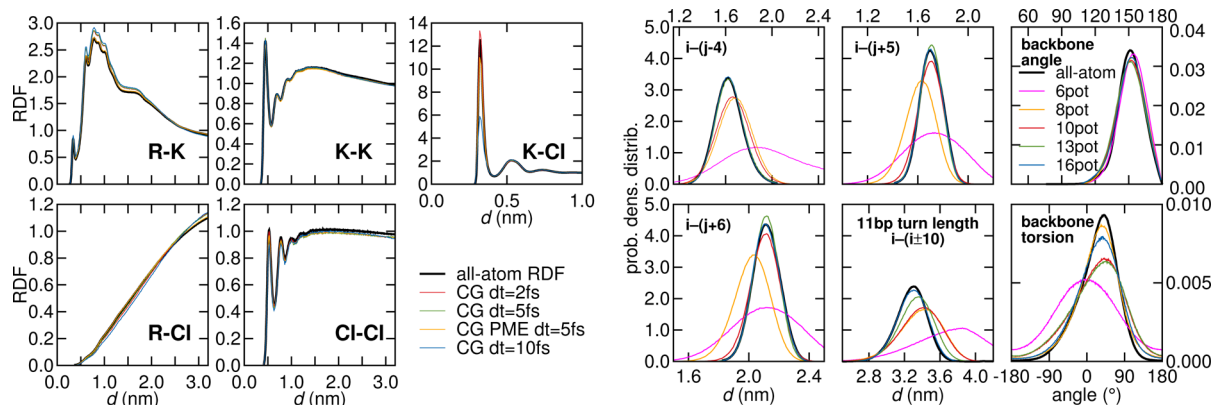 3.0
2.5
2.0
1.5
1.0
0.5
0.0
RDF
R-K
1.6
1.4
1.2
1.0
0.8
0.6
0.4
0.2
0.0
K-K
14
12
10
8
6
4
2
0
K-Cl
0.0 0.5 1.0
d (nm)
1.2
1.0
0.8
0.6
0.4
0.2
0.0
RDF
R-Cl
0.0 1.0 2.0 3.0
d (nm)
Cl-Cl
0.0 1.0 2.0 3.0
d (nm)
all-atom RDF
CG dt=2fs
CG dt=5fs
CG PME dt=5fs
CG dt=10fs
1.2 1.6 2.0 2.4
prob. dens. distrib.
5.0
4.0
3.0
2.0
1.0
0.0
i–(j-4)
1.2 1.6 2.0
i–(j+5)
60 90 120 150 180
backbone
angle
all-atom
6pot
8pot
10pot
13pot
16pot
0.04
0.03
0.02
0.01
0.00
5.0
4.0
3.0
2.0
1.0
0.0
i–(j+6)
1.6 2.0 2.4
d (nm)
11bp turn length
i–(i±10)
2.8 3.2 3.6 4.0
d (nm)
backbone
torsion
0.010
0.005
0.000
-180 -90 0 90 180
angle (°)